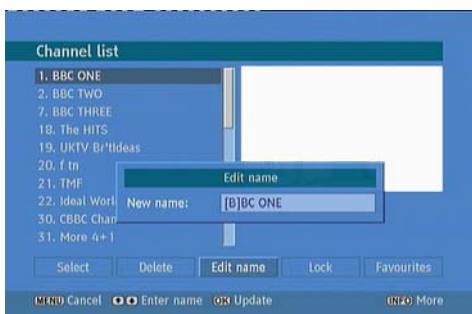 Channel list
1. BBC ONE
2. BBC TWO
7. BBC THREE
18. The HITS
19. UKTV Br'tIdeas
20. f tn
21. TMF
22. Ideal Worl
30. CBBC Chan
31. More 4+1
Edit name
New name: [B]BC ONE
Select Delete Edit name Lock Favourites
MENU Cancel Enter name OK Update INFO More